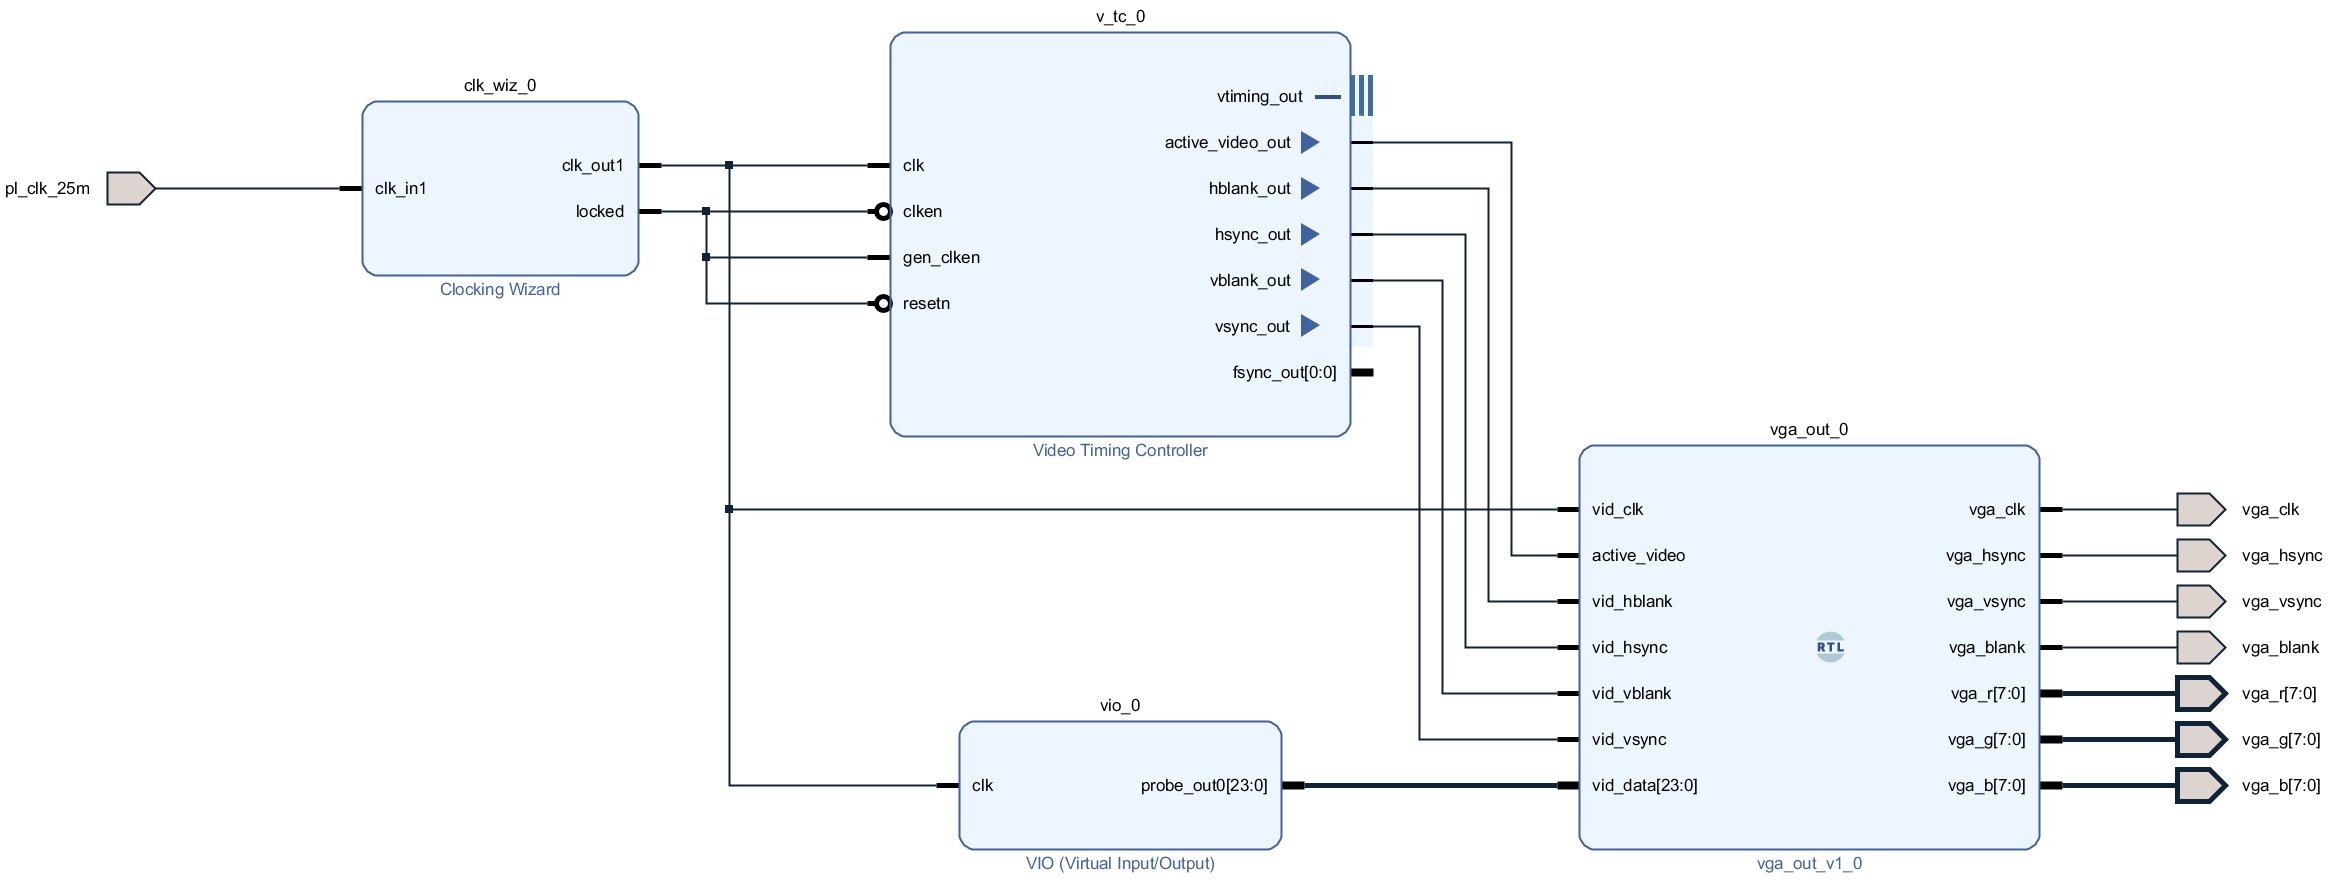 pl_clk_25m
clk_wiz_0
clk_in1
clk_out1
locked
Clocking Wizard
v_tc_0
clk
clken
gen_clken
resetn
vtiming_out
active_video_out
hblank_out
hsync_out
vblank_out
vsync_out
fsync_out[0:0]
Video Timing Controller
vio_0
clk
probe_out0[23:0]
VIO (Virtual Input/Output)
vga_out_0
vid_clk
active_video
vid_hblank
vid_hsync
vid_vblank
vid_vsync
vid_data[23:0]
RTL
vga_clk
vga_hsync
vga_vsync
vga_blank
vga_r[7:0]
vga_g[7:0]
vga_b[7:0]
vga_out_v1_0
vga_clk
vga_hsync
vga_vsync
vga_blank
vga_r[7:0]
vga_g[7:0]
vga_b[7:0]